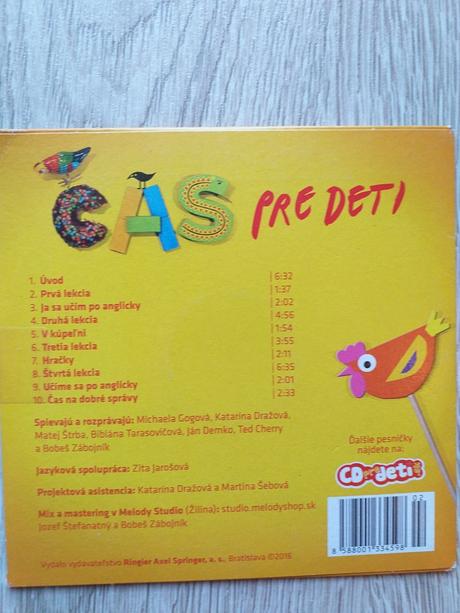 ČAS PRE DETI
1. Úvod | 6:32
2. Prvá lekcia | 1:37
3. Ja sa učím po anglicky | 2:02
4. Druhá lekcia | 4:56
5. V kúpeľni | 1:54
6. Tretia lekcia | 3:55
7. Hračky | 2:11
8. Štvrtá lekcia | 6:35
9. Učíme sa po anglicky | 2:01
10. Čas na dobré správy | 2:33
Spievajú a rozprávajú: Michaela Gogová, Katarína Dražová,
Matej Štrba, Bibiána Tarasovičová, Ján Demko, Ted Cherry
a Bobeš Zábojník
Jazyková spolupráca: Zita Jarošová
Projektová asistencia: Katarína Dražová a Martina Šebová
Mix a mastering v Melody Studio (Žilina): studio.melodyshop.sk
Jozef Štefanatný a Bobeš Zábojník
Vydalo vydavateľstvo Ringier Axel Springer, a. s., Bratislava ©2016
Ďalšie pesničky
nájdete na:
CD pre deti.sk
02
8 588001 334598